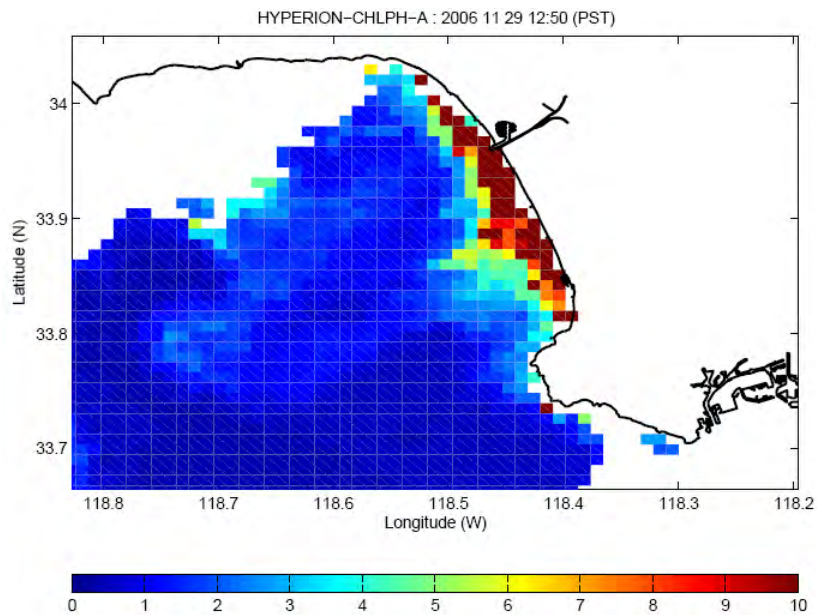 HYPERION-CHLPH-A : 2006 11 29 12:50 (PST)
34
33.9
33.8
33.7
Latitude (N)
118.8 118.7 118.6 118.5 118.4 118.3 118.2
Longitude (W)
0 1 2 3 4 5 6 7 8 9 10